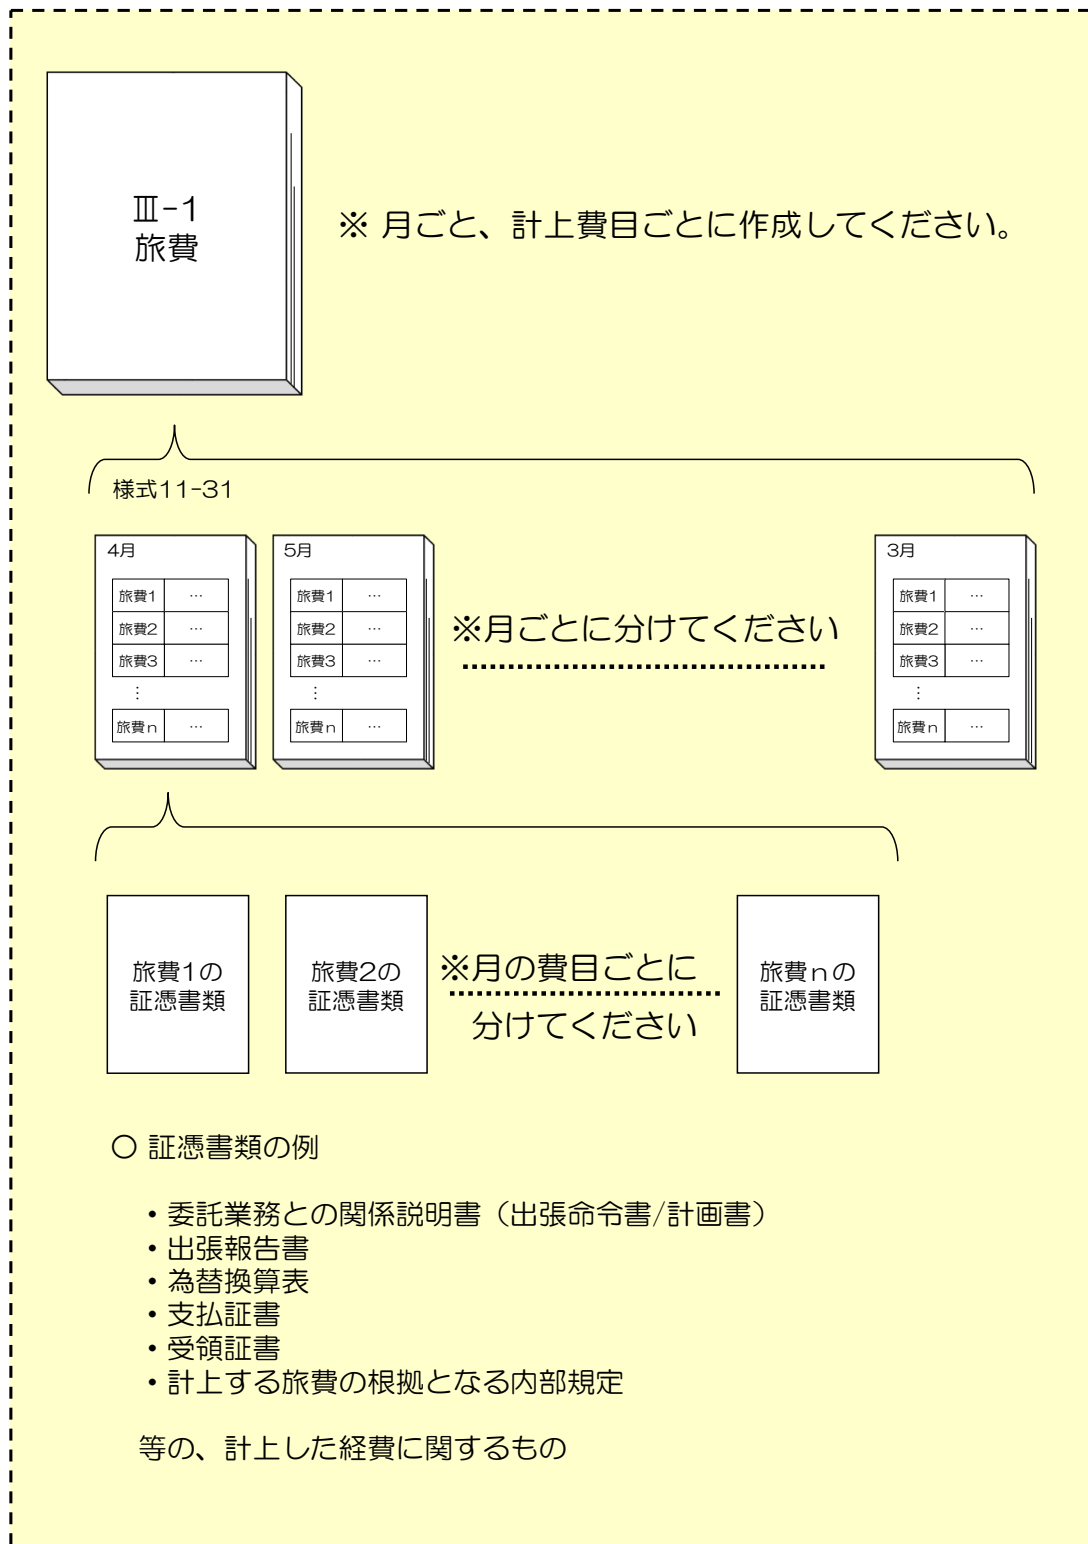 Ⅲ-1
旅費
※ 月ごと、計上費目ごとに作成してください。
様式11-31
4月
旅費1 …
旅費2 …
旅費3 …
⋮
旅費n …
5月
旅費1 …
旅費2 …
旅費3 …
⋮
旅費n …
※月ごとに分けてください
3月
旅費1 …
旅費2 …
旅費3 …
⋮
旅費n …
旅費1の
証憑書類
旅費2の
証憑書類
※月の費目ごとに
分けてください
旅費nの
証憑書類
○ 証憑書類の例
・委託業務との関係説明書（出張命令書/計画書）
・出張報告書
・為替換算表
・支払証書
・受領証書
・計上する旅費の根拠となる内部規定
等の、計上した経費に関するもの